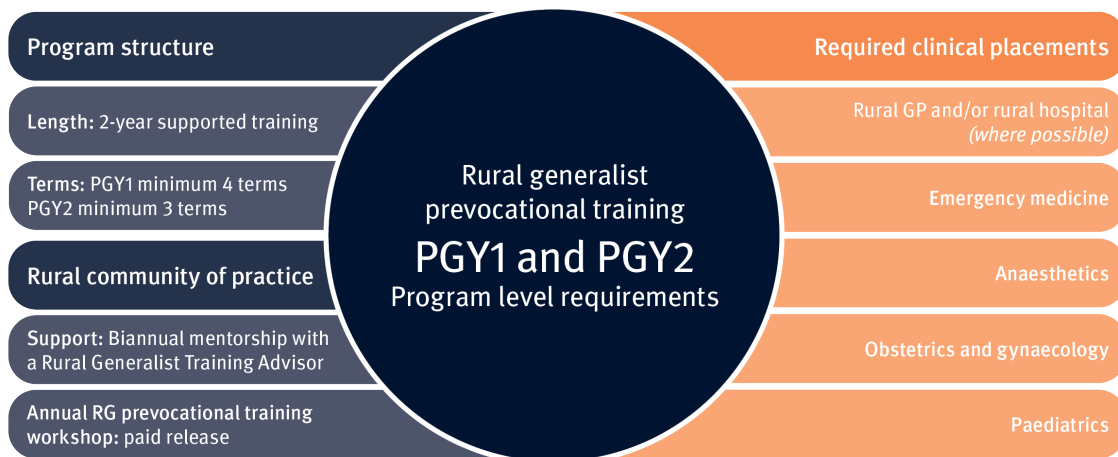 Program structure
Length: 2-year supported training
Terms: PGY1 minimum 4 terms
PGY2 minimum 3 terms
Rural community of practice
Support: Biannual mentorship with
a Rural Generalist Training Advisor
Annual RG prevocational training
workshop: paid release
Rural generalist
prevocational training
PGY1 and PGY2
Program level requirements
Required clinical placements
Rural GP and/or rural hospital
(where possible)
Emergency medicine
Anaesthetics
Obstetrics and gynaecology
Paediatrics